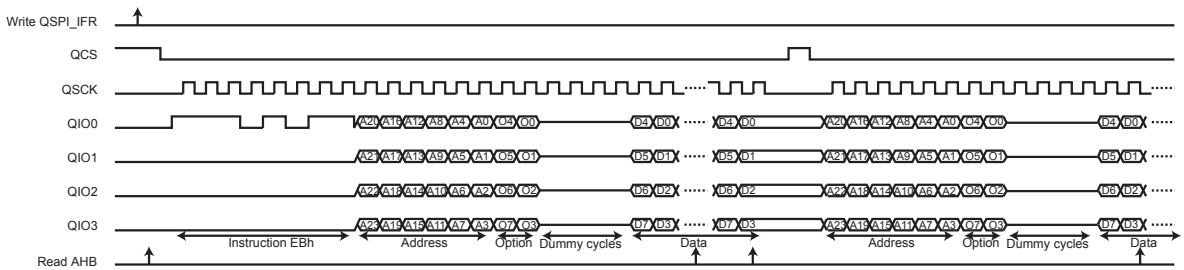 Write QSPI_IFR
QCS
QSCK
QIO0 A20 A16 A12 A8 A4 A0 O4 O0 D4 D0 D4 D0 A20 A16 A12 A8 A4 A0 O4 O0 D4 D0
QIO1 A21 A17 A13 A9 A5 A1 O5 O1 D5 D1 D5 D1 A21 A17 A13 A9 A5 A1 O5 O1 D5 D1
QIO2 A22 A18 A14 A10 A6 A2 O6 O2 D6 D2 D6 D2 A22 A18 A14 A10 A6 A2 O6 O2 D6 D2
QIO3 A23 A19 A15 A11 A7 A3 O7 O3 D7 D3 D7 D3 A23 A19 A15 A11 A7 A3 O7 O3 D7 D3
Instruction EBh Address Option Dummy cycles Data Address Option Dummy cycles Data
Read AHB